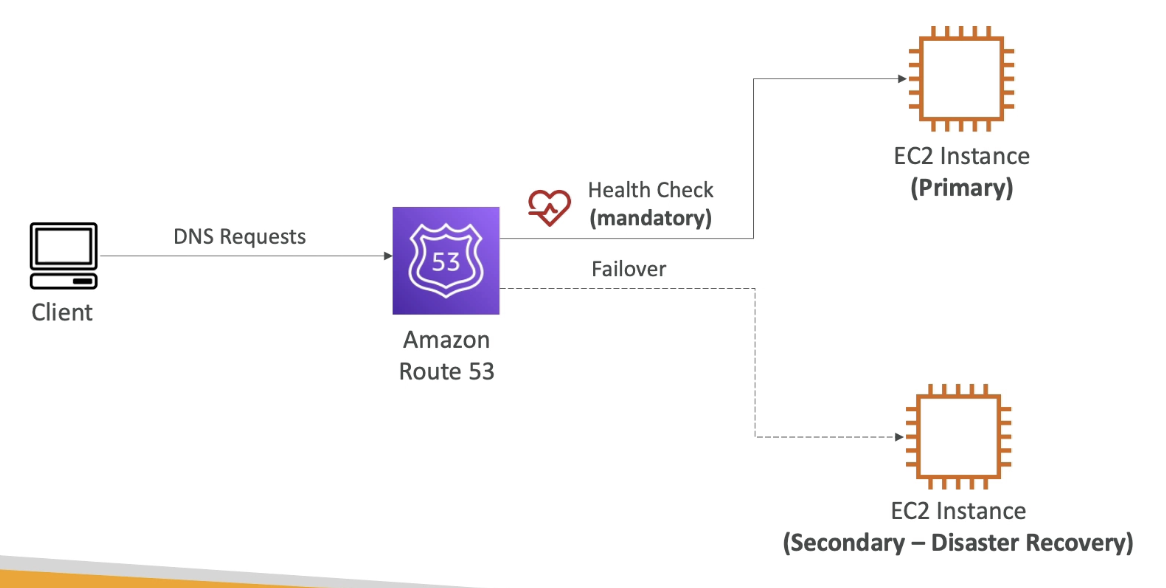 EC2 Instance
(Primary)
Health Check
(mandatory)
DNS Requests
53
Failover
Client
Amazon
Route 53
EC2 Instance
(Secondary – Disaster Recovery)